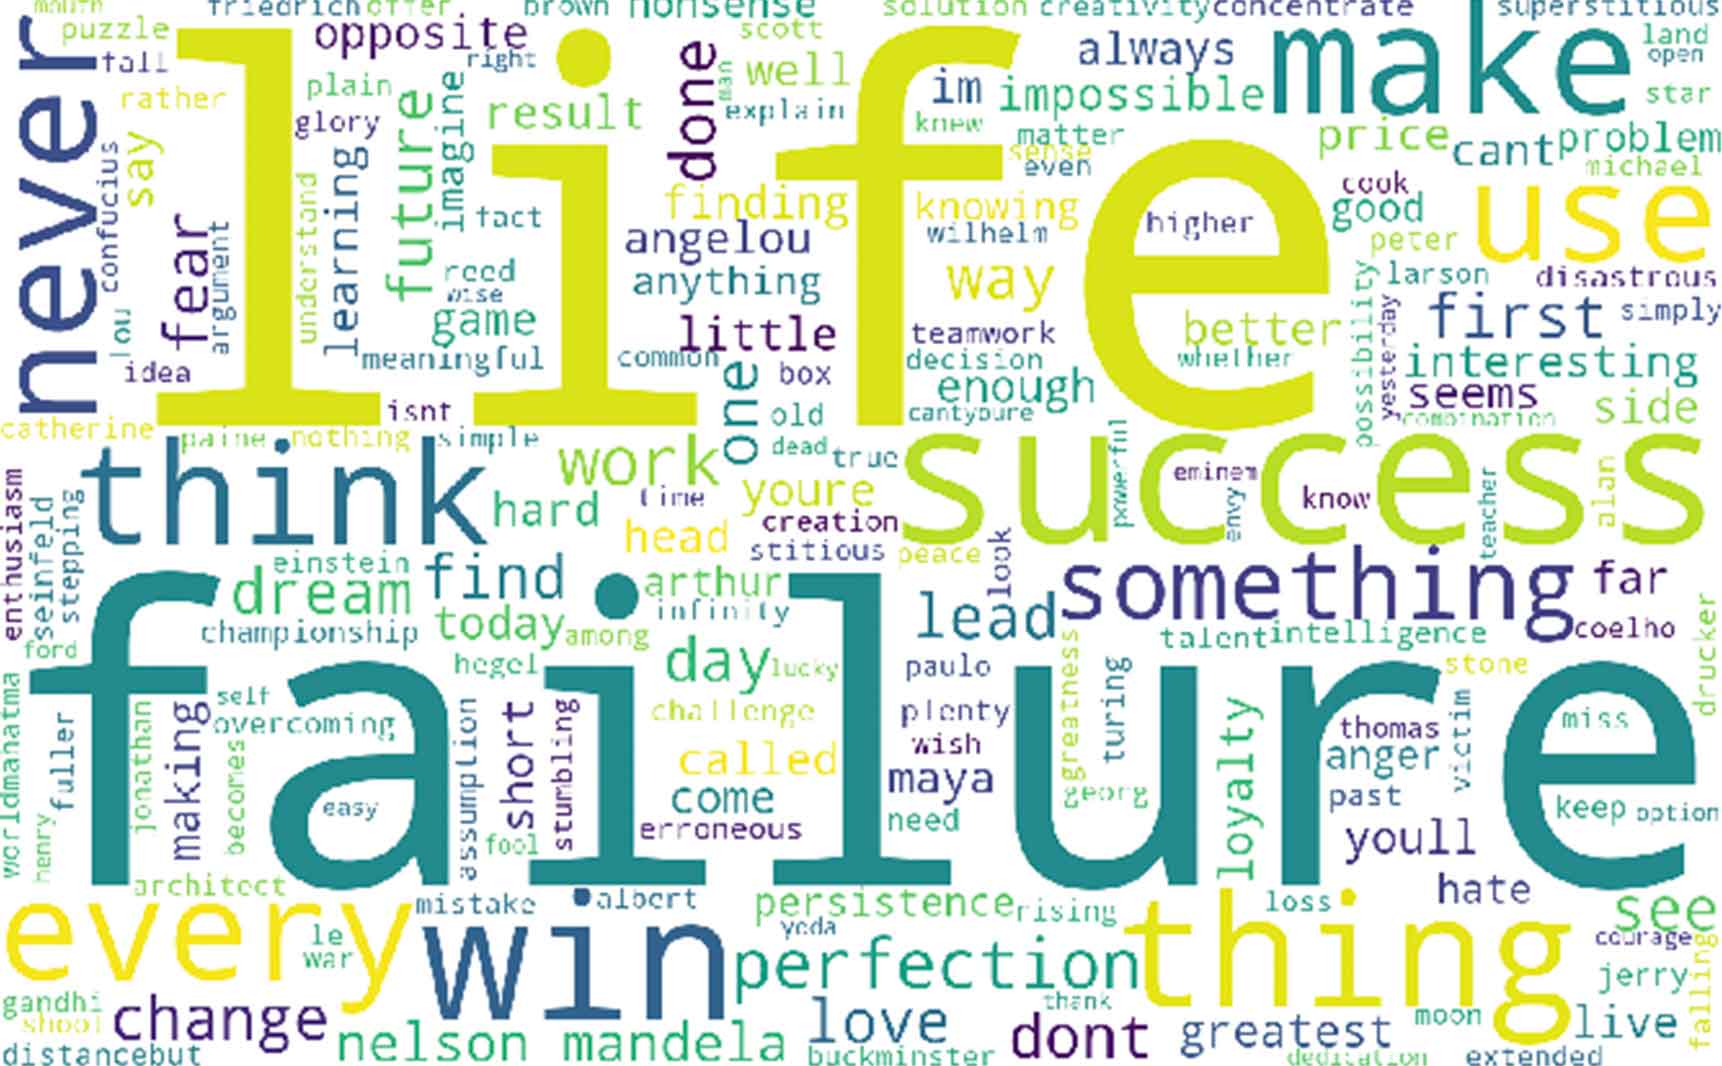 mouth friedrich offer brown nonsense solution creativity concentrate superstitious
puzzle opposite scott always make land
never fall right done well open
life
rather plain result man explain im impossible star
glory future imagine knew matter price cant problem
confucius say learning sense even michael
finding knowing cook use
understand fact angelou wilhelm higher good
fear argument reed anything way peter larson disastrous
wise possibility yesterday first simply
lou game little teamwork better
meaningful common decision whether interesting
idea box enough seems
isnt one old cantyoure combination side
catherine paine nothing simple dead success
think work true powerful eminem
enthusiasm seinfeld stepping hard time youre envy know teacher alan
head creation
stitious peace look
einstein find arthur something far
dream infinity lead
championship today among talent intelligence coelho
ford hegel day lucky paulo greatness turing stone drucker
failure
worldmahatma self
fuller jonathan making overcoming assumption short stumbling challenge plenty loyalty thomas victim miss
becomes called wish anger
easy come maya georg past keep option
henry erroneous need youll
fool
architect hate
every mistake albert persistence rising loss thing see
le win yoda courage
war perfection jerry falling
gandhi thank
shool change love dont greatest moon live
nelson mandela
distancebut buckminster dedication extended